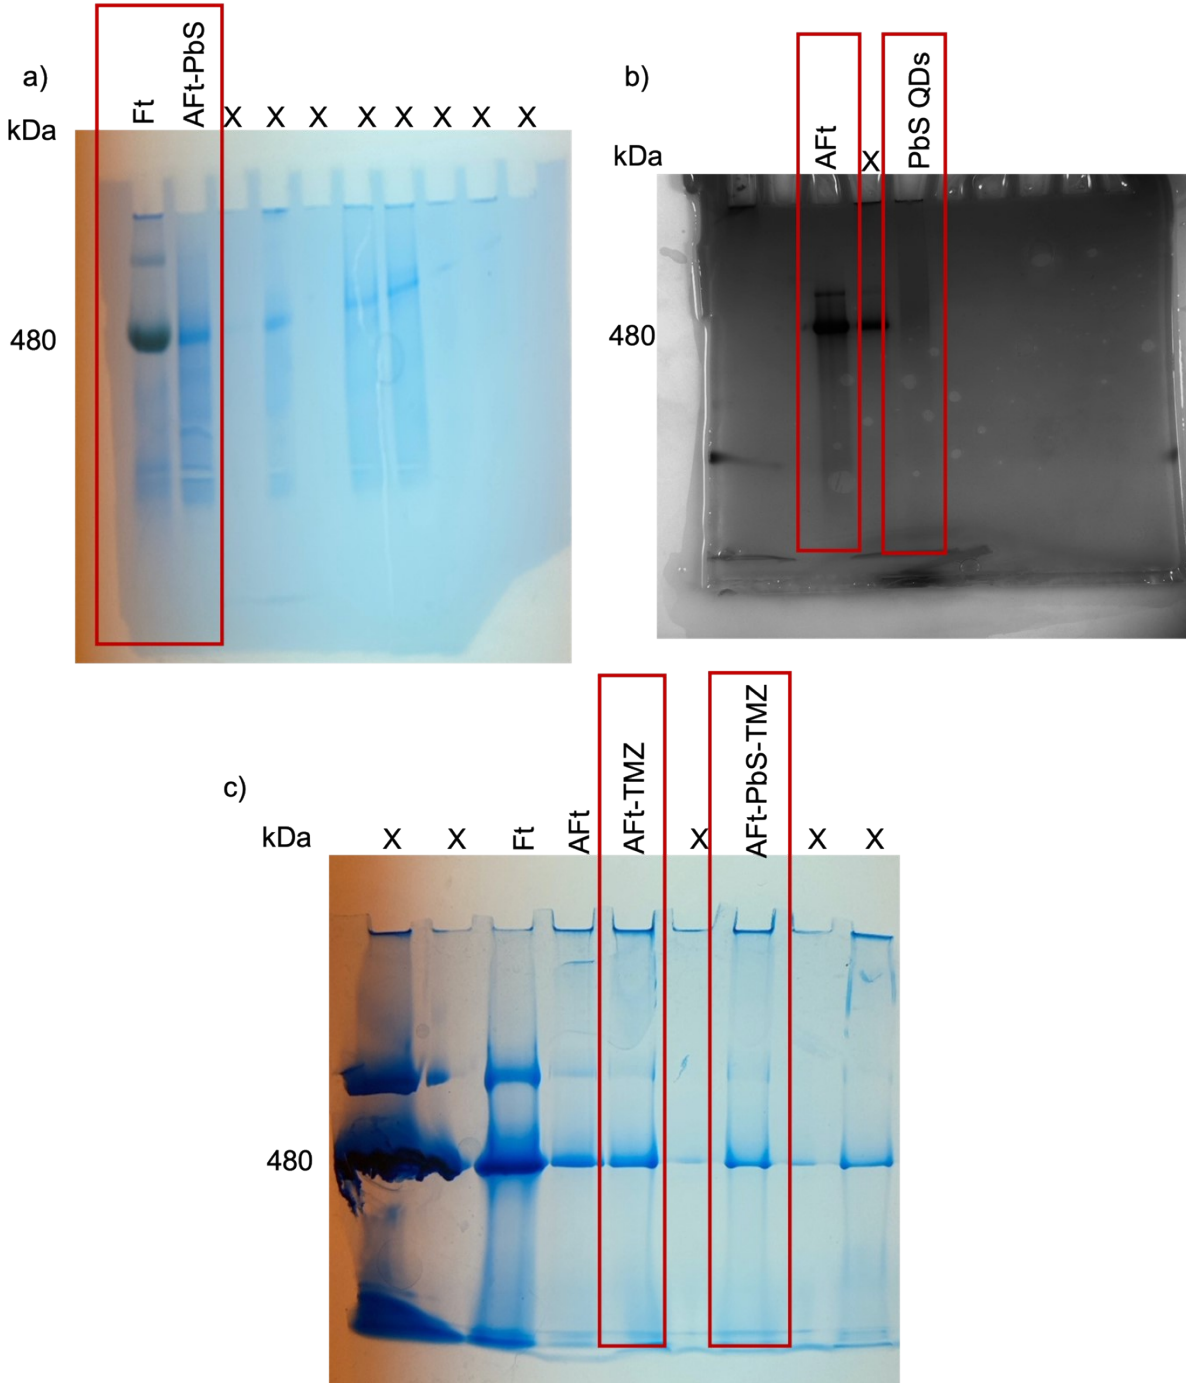 a)
kDa
Ft
AFt-PbS
X X X X X X X X
480
b)
kDa
AFt
X
PbS QDs
480
c)
kDa
X X Ft AFt AFt-TMZ X AFt-PbS-TMZ X X
480